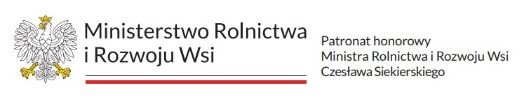 Ministerstwo Rolnictwa
i Rozwoju Wsi
Patronat honorowy
Ministra Rolnictwa i Rozwoju Wsi
Czesława Siekierskiego